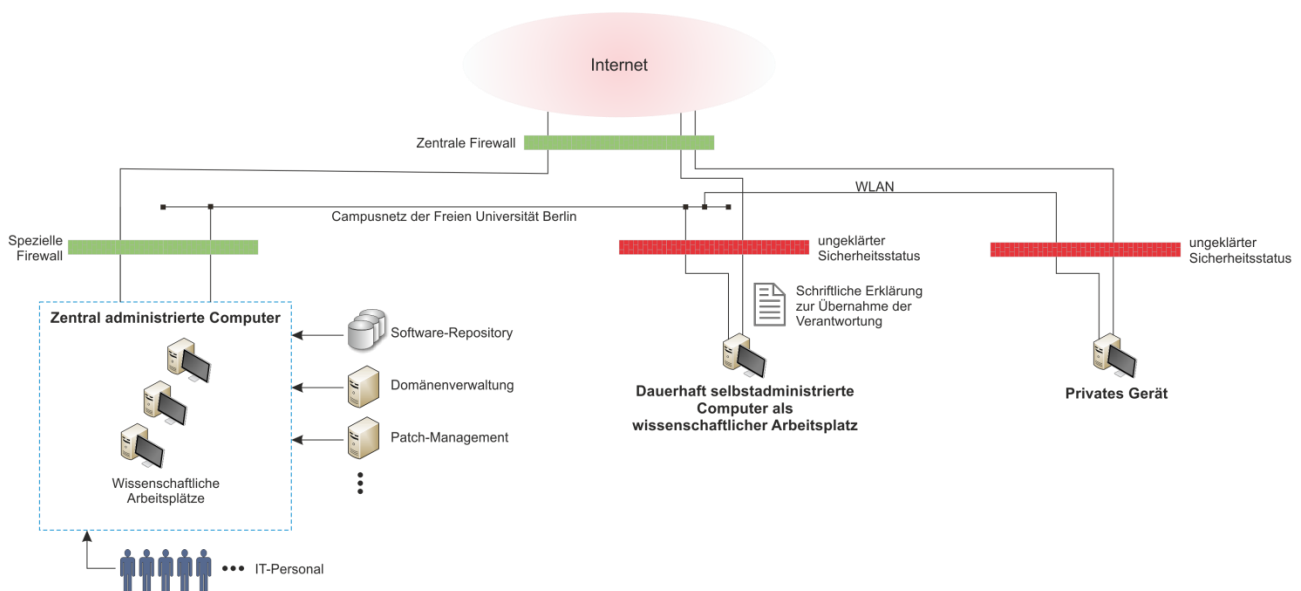 Internet
Zentrale Firewall
WLAN
Campusnetz der Freien Universität Berlin
Spezielle
Firewall
ungeklärter
Sicherheitsstatus
ungeklärter
Sicherheitsstatus
Zentral administrierte Computer
Schriftliche Erklärung
zur Übernahme der
Verantwortung
Software-Repository
Domänenverwaltung
Patch-Management
Dauerhaft selbstadministrierte
Computer als
wissenschaftlicher Arbeitsplatz
Privates Gerät
Wissenschaftliche
Arbeitsplätze
IT-Personal